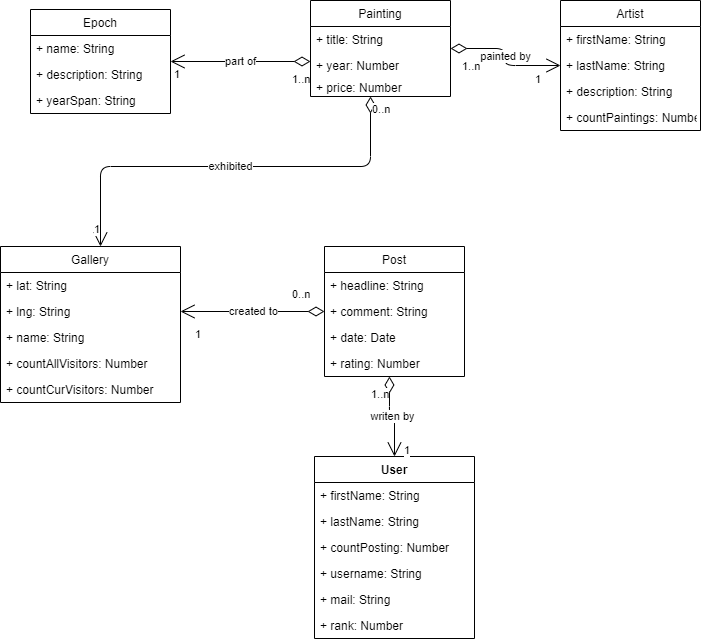 Epoch
+ name: String
+ description: String
+ yearSpan: String
part of
1
1..n
Painting
+ title: String
+ year: Number
+ price: Number
0..n
painted by
1..n
1
Artist
+ firstName: String
+ lastName: String
+ description: String
+ countPaintings: Numbe
exhibited
1
Gallery
+ lat: String
+ lng: String
+ name: String
+ countAllVisitors: Number
+ countCurVisitors: Number
0..n
created to
1
Post
+ headline: String
+ comment: String
+ date: Date
+ rating: Number
1..n
writen by
1
User
+ firstName: String
+ lastName: String
+ countPosting: Number
+ username: String
+ mail: String
+ rank: Number